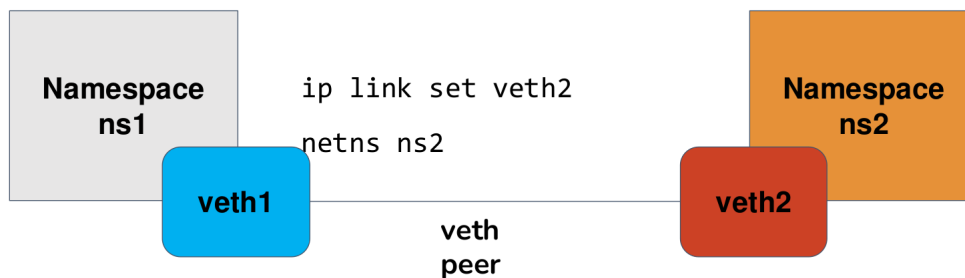 Namespace
ns1
ip link set veth2
netns ns2
Namespace
ns2
veth1
veth2
veth
peer